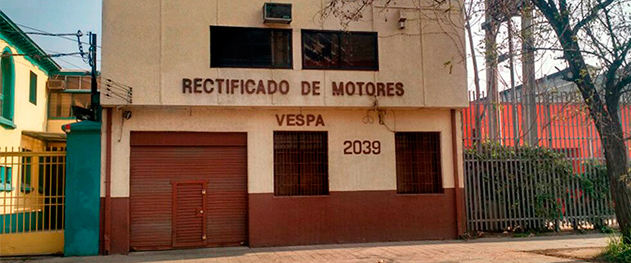 RECTIFICADO DE MOTORES
VESPA
2039